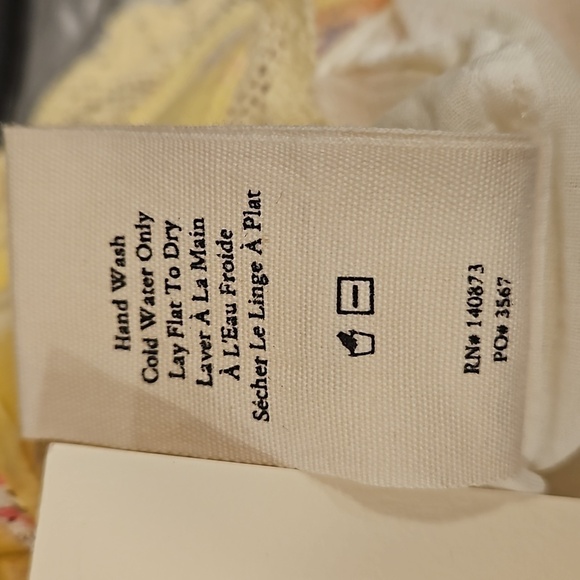 Hand Wash
Cold Water Only
Lay Flat To Dry
Laver À La Main
À L'Eau Froide
Sécher Le Linge À Plat
RN# 140873
PO# 3567